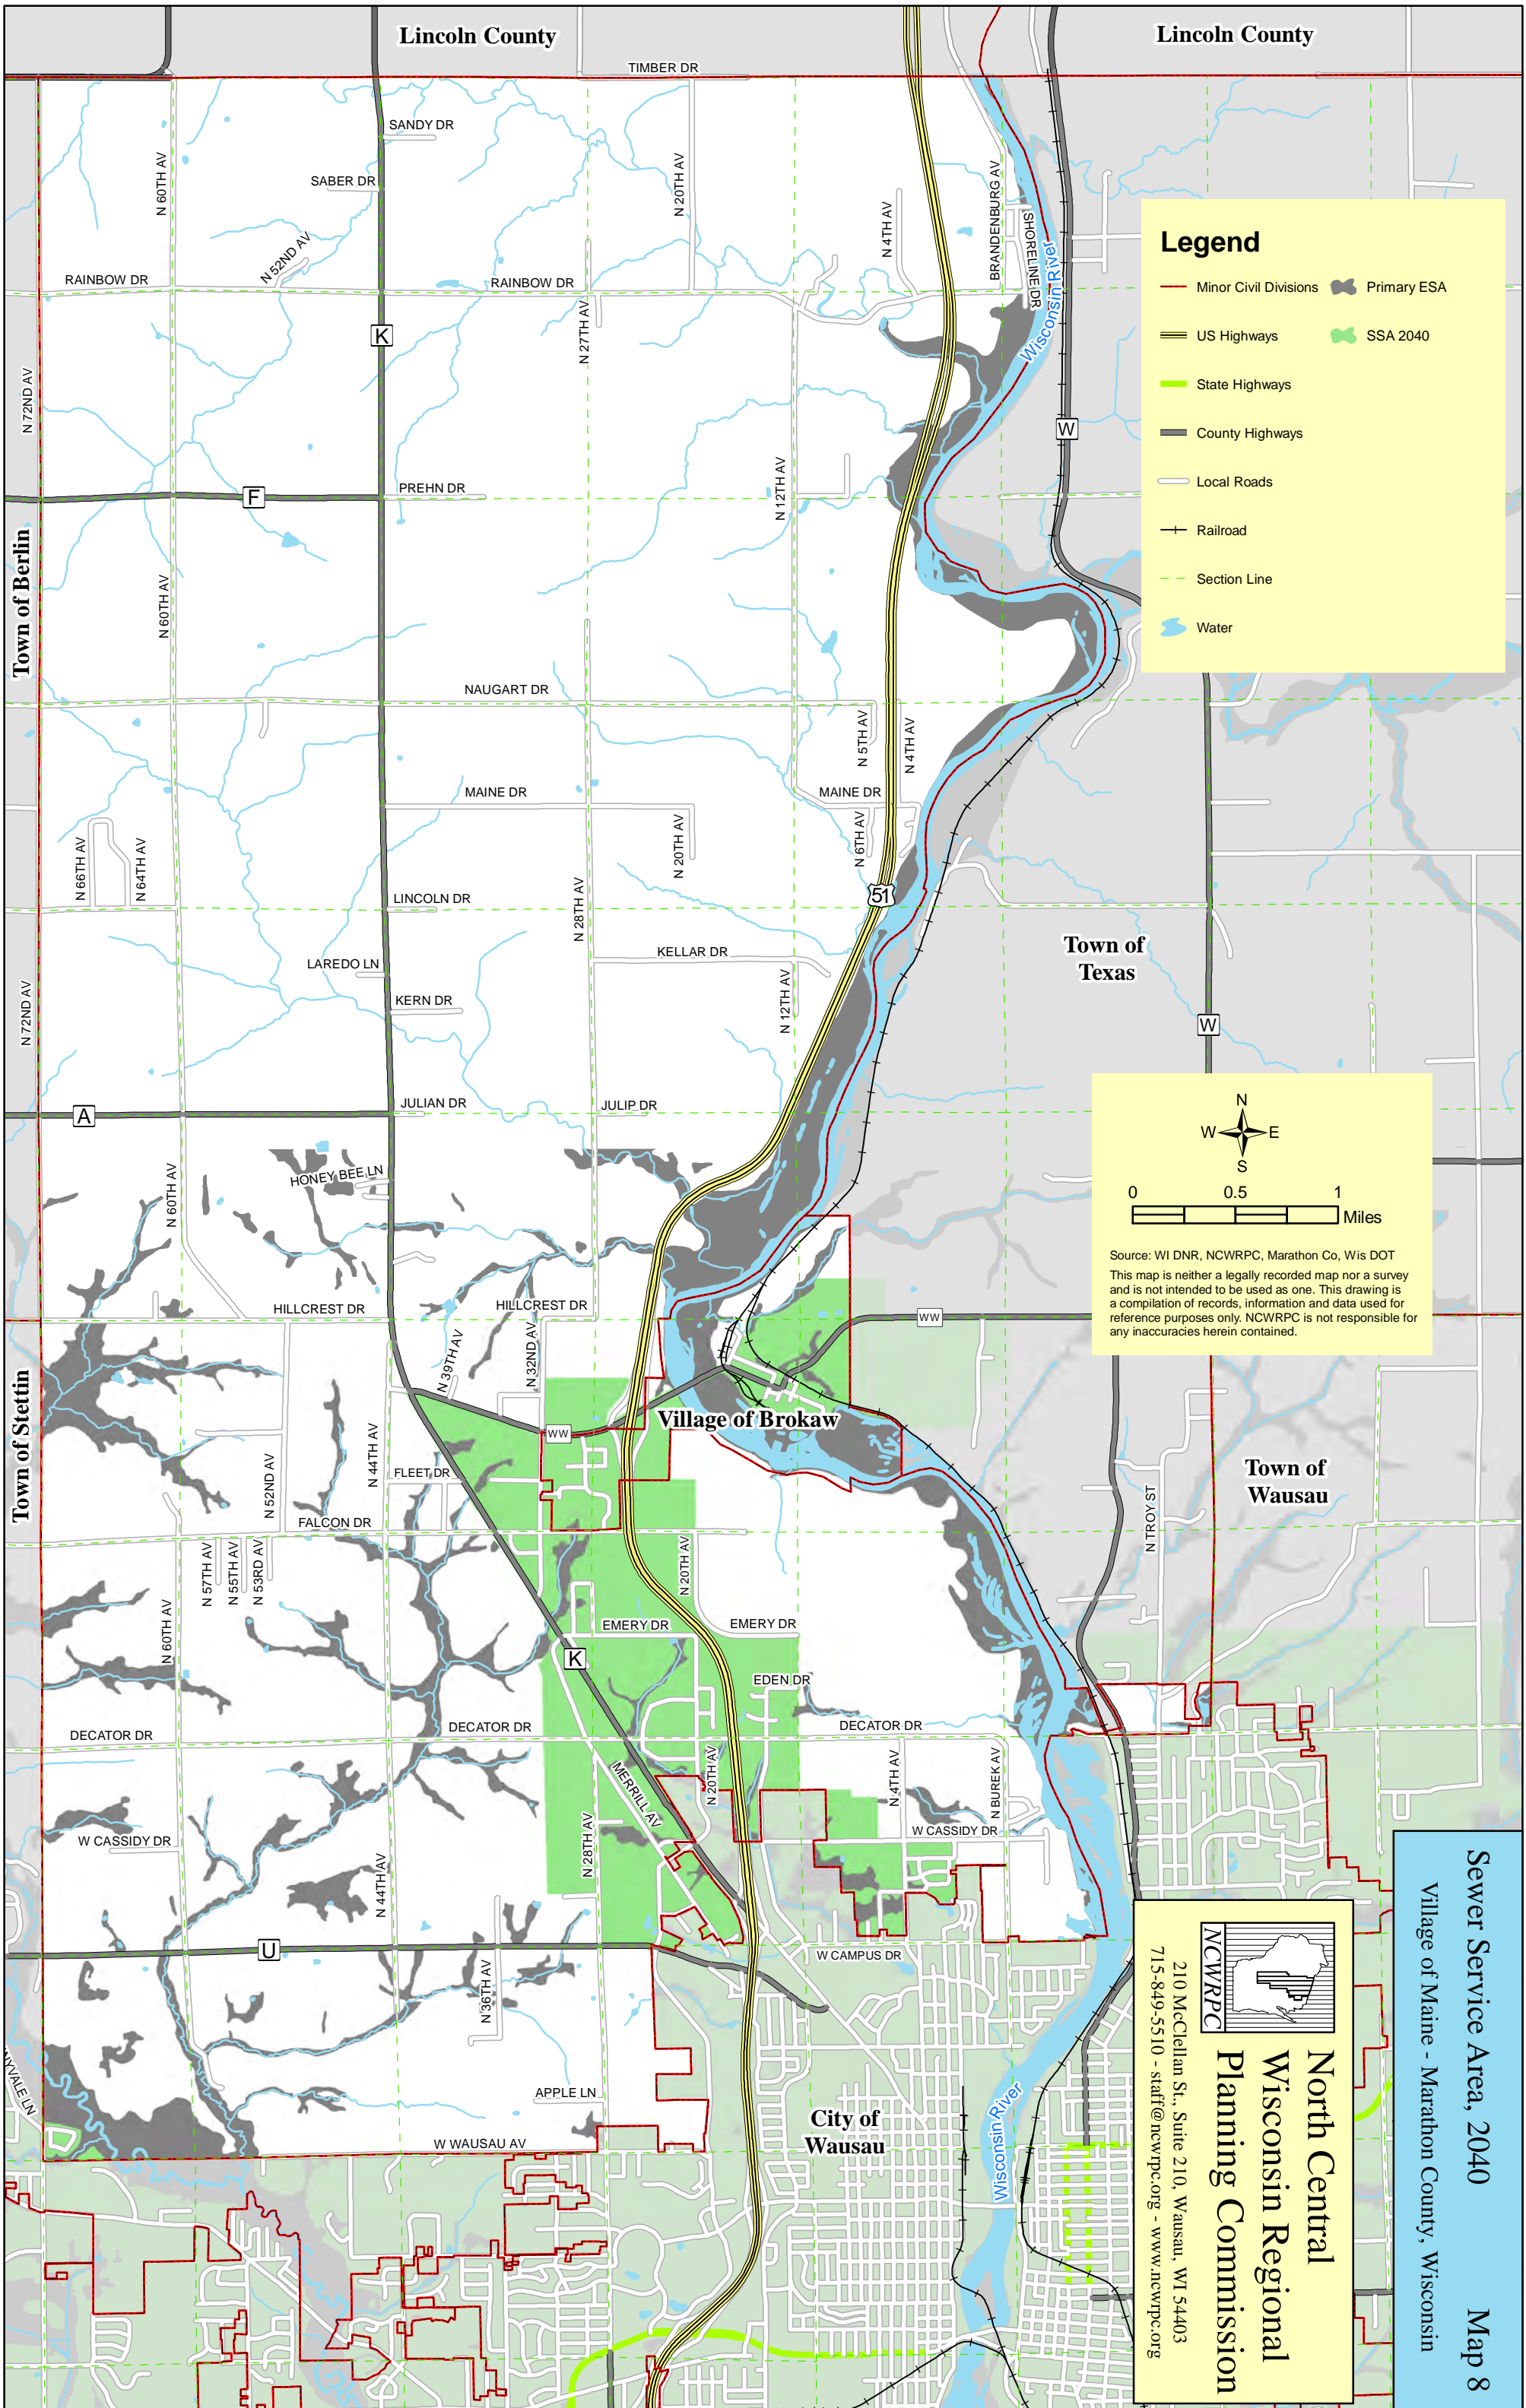 Lincoln County
Lincoln County
TIMBER DR
SANDY DR
SABER DR
N 60TH AV
N 20TH AV
N 4TH AV
BRANDENBURG AV
SHORELINE DR
Wisconsin River
N 52ND AV
RAINBOW DR
RAINBOW DR
N 27TH AV
K
N 72ND AV
Legend
Minor Civil Divisions
Primary ESA
US Highways
SSA 2040
State Highways
County Highways
Local Roads
Railroad
Section Line
Water
W
F
PREHN DR
N 12TH AV
Town of Berlin
N 60TH AV
NAUGART DR
N 5TH AV
N 4TH AV
MAINE DR
MAINE DR
N 66TH AV
N 64TH AV
N 20TH AV
N 6TH AV
51
LINCOLN DR
N 28TH AV
Town of
Texas
KELLAR DR
LAREDO LN
KERN DR
N 12TH AV
N 72ND AV
W
A
JULIAN DR
JULIP DR
N
W
E
S
0
0.5
1
Miles
Source: WI DNR, NCWRPC, Marathon Co, Wis DOT
This map is neither a legally recorded map nor a survey
and is not intended to be used as one. This drawing is
a compilation of records, information and data used for
reference purposes only. NCWRPC is not responsible for
any inaccuracies herein contained.
HONEY BEE LN
N 60TH AV
HILLCREST DR
HILLCREST DR
WW
N 39TH AV
N 32ND AV
Town of Stettin
Village of Brokaw
WW
N 44TH AV
FLEET DR
N 52ND AV
FALCON DR
Town of
Wausau
N TROY ST
N 57TH AV
N 55TH AV
N 53RD AV
N 20TH AV
N 60TH AV
EMERY DR
EMERY DR
K
EDEN DR
DECATOR DR
DECATOR DR
DECATOR DR
MERRILL AV
N 20TH AV
N 4TH AV
N BUREK AV
W CASSIDY DR
W CASSIDY DR
N 28TH AV
N 44TH AV
U
W CAMPUS DR
N 36TH AV
APPLE LN
W WAUSAU AV
City of
Wausau
Wisconsin River
Sewer Service Area, 2040
Map 8
Village of Maine - Marathon County, Wisconsin
NCWRPC
North Central
Wisconsin Regional
Planning Commission
210 McClellan St., Suite 210, Wausau, WI 54403
715-849-5510 - staff@ncwrpc.org - www.ncwrpc.org